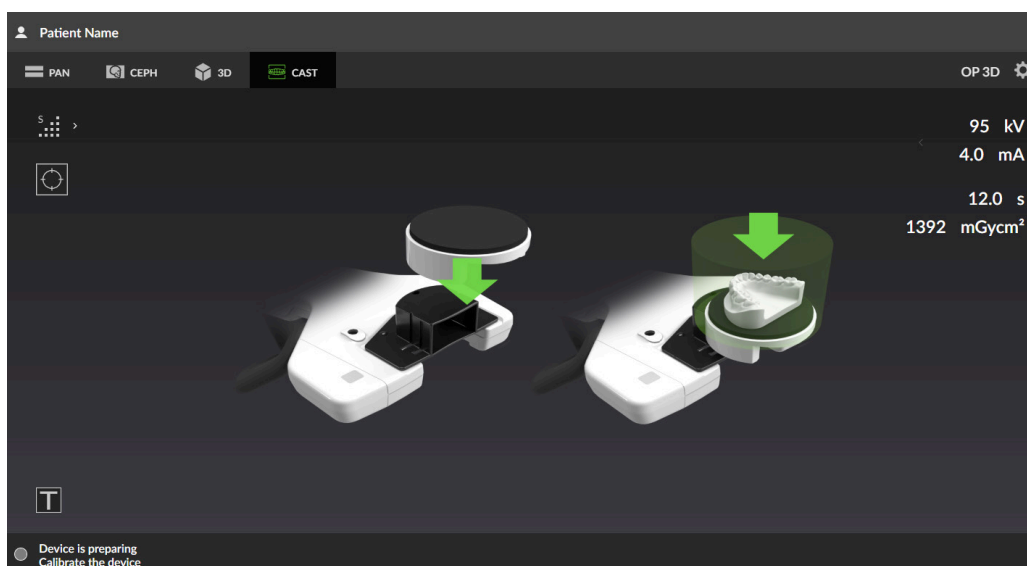 Patient Name
PAN CEPH 3D CAST OP 3D
S
95 kV
4.0 mA
12.0 s
1392 mGycm²
T
Device is preparing
Calibrate the device